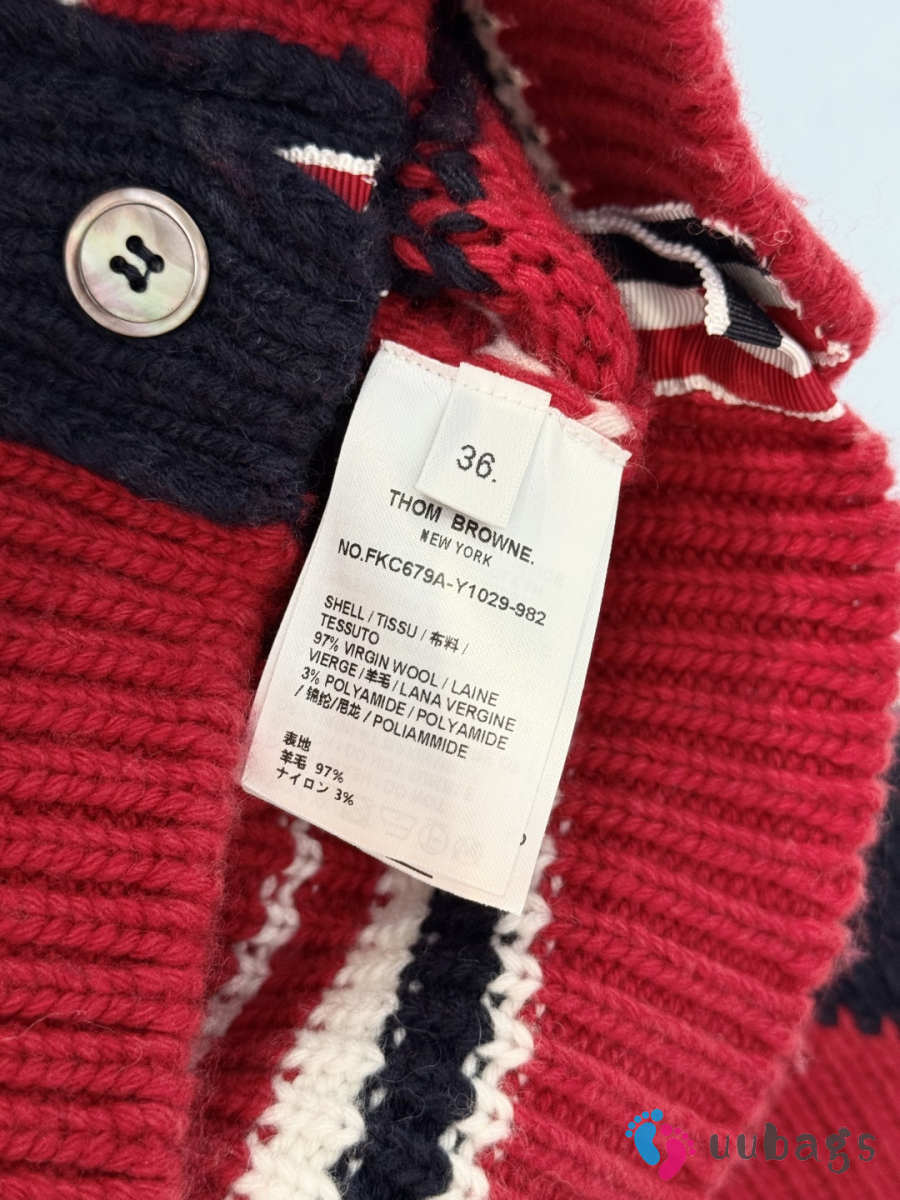 36.
THOM BROWNE.
NEW YORK
NO.FKC679A-Y1029-982
SHELL / TISSU / 布料 /
TESSUTO
97% VIRGIN WOOL / LAINE
VIERGE / 羊毛 / LANA VERGINE
3% POLYAMIDE / POLYAMIDE
/ 锦纶/尼龙 / POLIAMMIDE
表地
羊毛 97%
ナイロン 3%
uubags